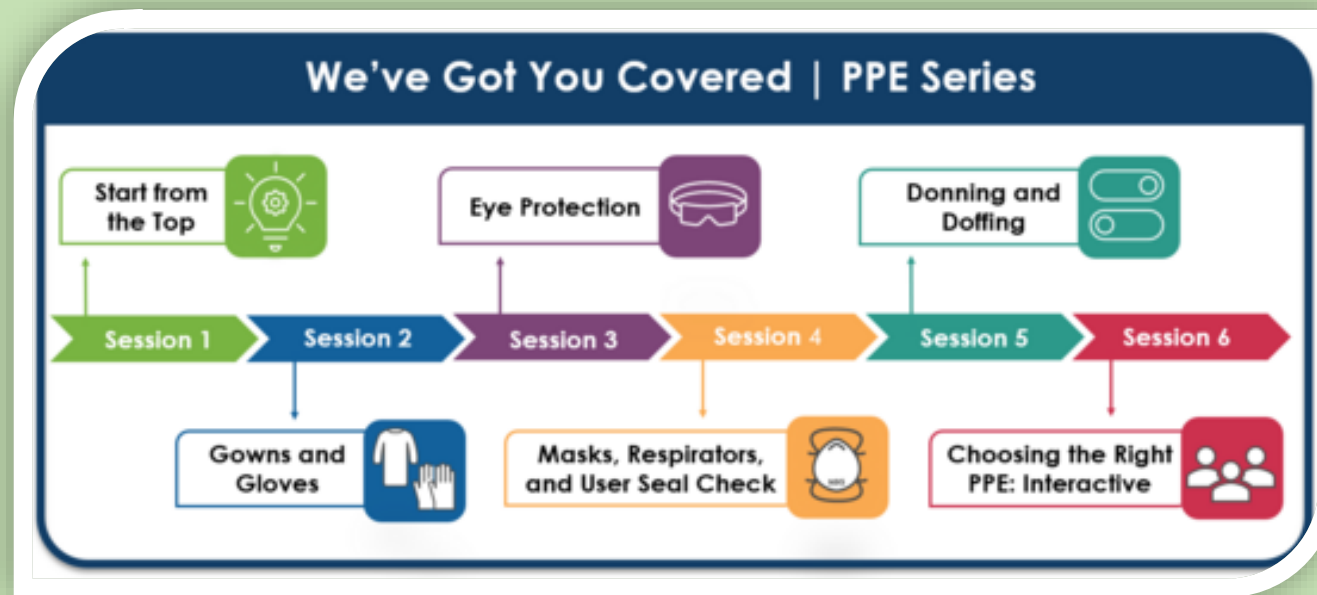 We've Got You Covered | PPE Series
Start from
the Top
Eye Protection
Donning and
Doffing
Session 1
Session 2
Session 3
Session 4
Session 5
Session 6
Gowns and
Gloves
Masks, Respirators,
and User Seal Check
Choosing the Right
PPE: Interactive